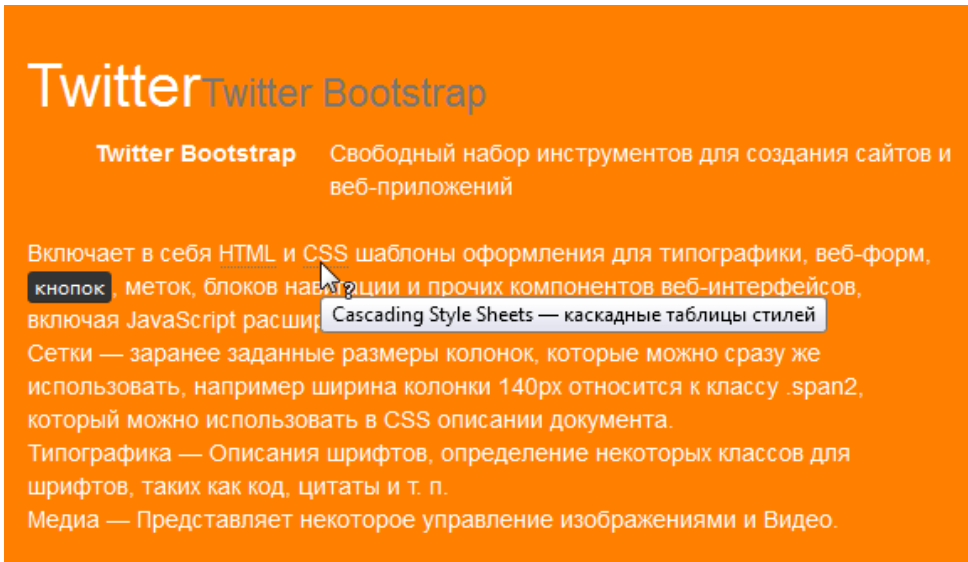 TwitterTwitter Bootstrap
Twitter Bootstrap Свободный набор инструментов для создания сайтов и
веб-приложений
Включает в себя HTML и CSS шаблоны оформления для типографики, веб-форм,
кнопок, меток, блоков навигации и прочих компонентов веб-интерфейсов,
включая JavaScript
Cascading Style Sheets — каскадные таблицы стилей
Сетки — заранее заданные размеры колонок, которые можно сразу же
использовать, например ширина колонки 140px относится к классу .span2,
который можно использовать в CSS описании документа.
Типографика — Описания шрифтов, определение некоторых классов для
шрифтов, таких как код, цитаты и т. п.
Медиа — Представляет некоторое управление изображениями и Видео.